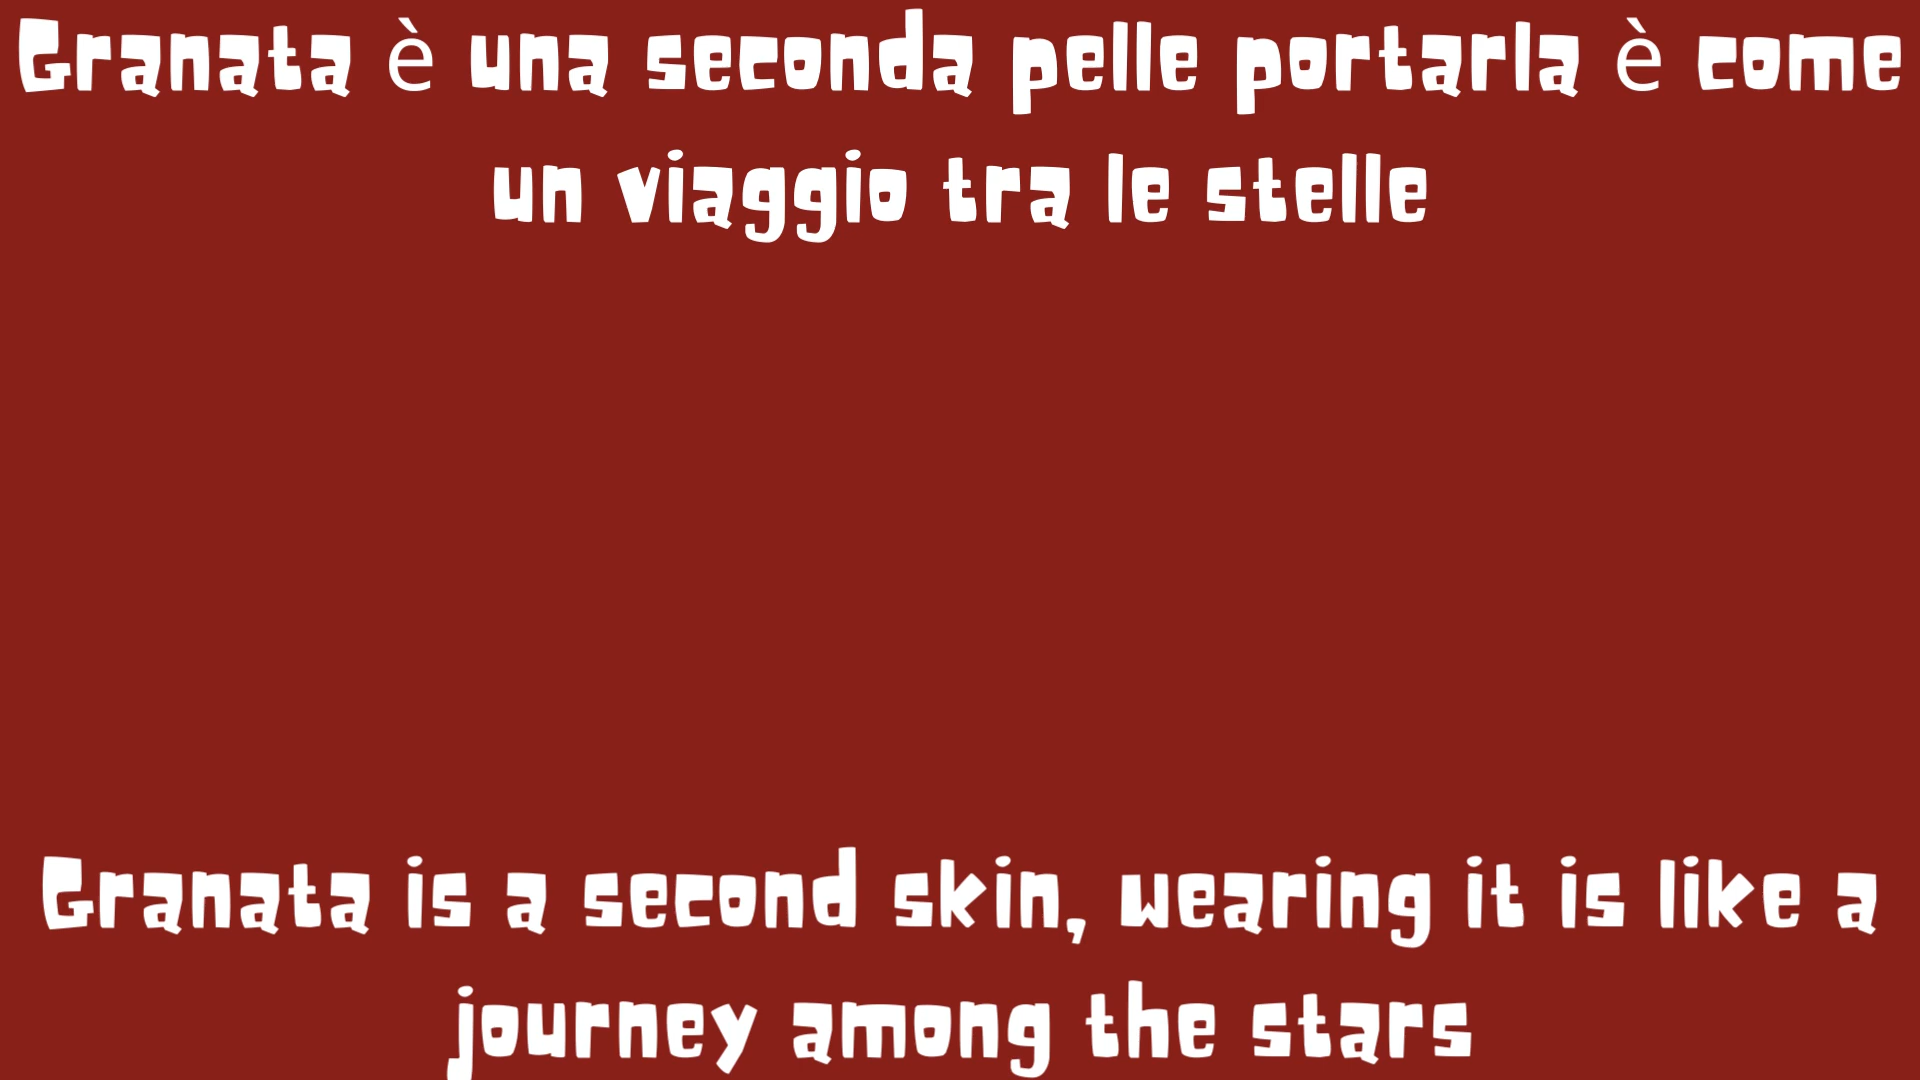 Granata è una seconda pelle portarla è come
un viaggio tra le stelle
Granata is a second skin, wearing it is like a
journey among the stars